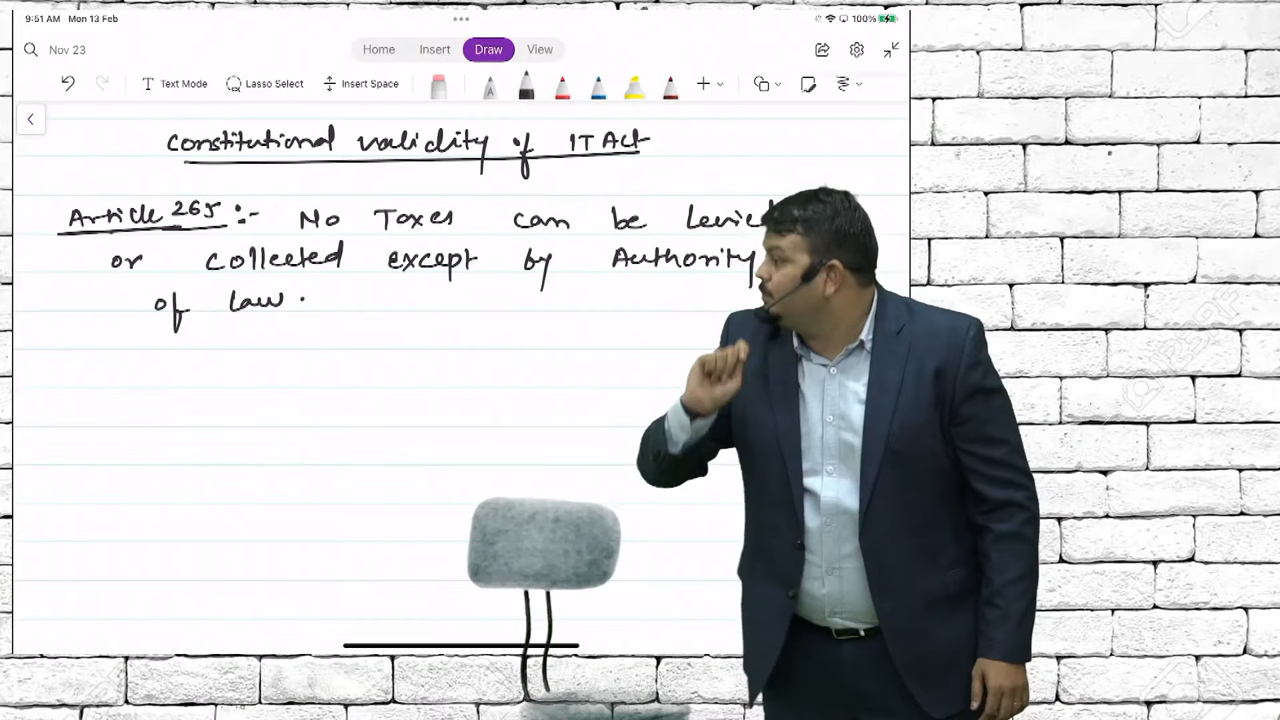 9:51 AM Mon 13 Feb
100%
Nov 23
Home Insert Draw View
Text Mode Lasso Select Insert Space
Constitutional validity of IT Act
Article 265 :- No Taxes can be
or collected except by Authority
of law.